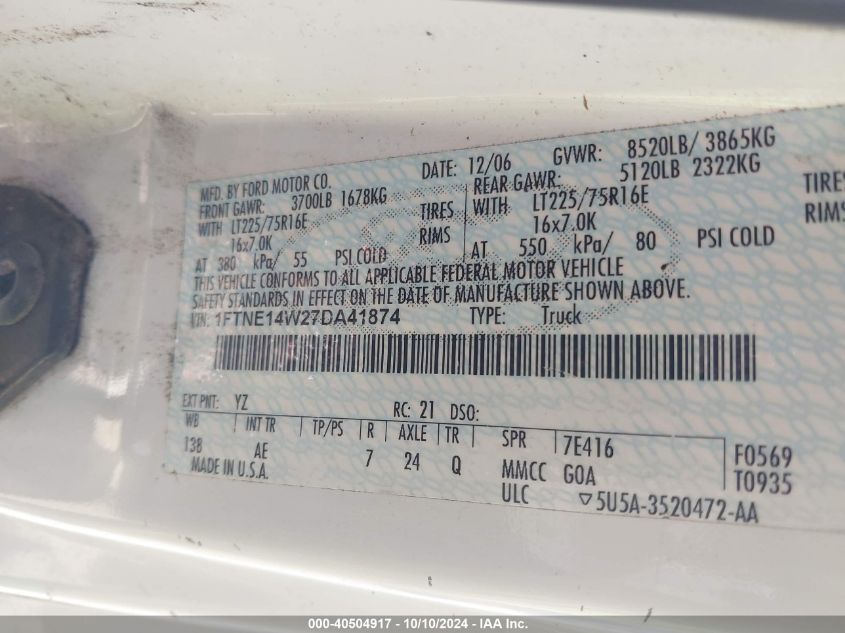 MFD. BY FORD MOTOR CO. DATE: 12/06 GVWR: 8520LB/ 3865KG
FRONT GAWR: 3700LB 1678KG REAR GAWR: 5120LB 2322KG
WITH LT225/75R16E TIRES WITH LT225/75R16E TIRES
16x7.0K RIMS 16x7.0K RIMS
AT 380 kPa/ 55 PSI COLD AT 550 kPa/ 80 PSI COLD
THIS VEHICLE CONFORMS TO ALL APPLICABLE FEDERAL MOTOR VEHICLE
SAFETY STANDARDS IN EFFECT ON THE DATE OF MANUFACTURE SHOWN ABOVE.
VIN: 1FTNE14W27DA41874 TYPE: Truck
EXT PNT: YZ RC: 21 DSO:
WB INT TR TP/PS R AXLE TR SPR 7E416 F0569
138 AE 7 24 Q MMCC GOA T0935
MADE IN U.S.A. ULC ▽5U5A-3520472-AA
000-40504917 - 10/10/2024 - IAA Inc.